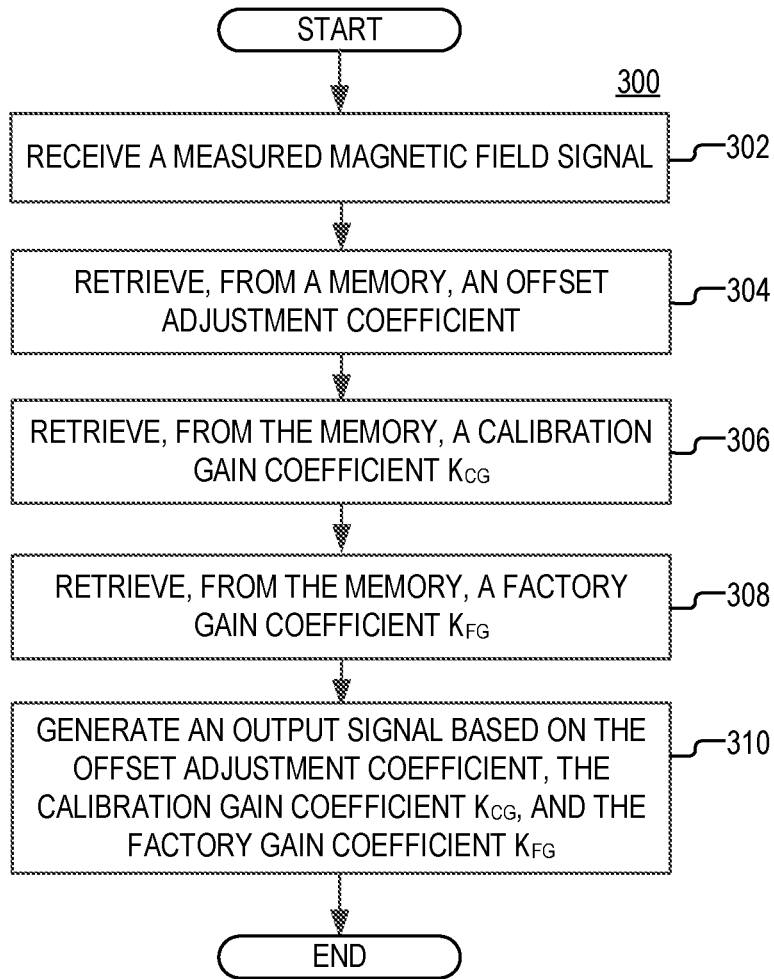 START
300
RECEIVE A MEASURED MAGNETIC FIELD SIGNAL
302
RETRIEVE, FROM A MEMORY, AN OFFSET
ADJUSTMENT COEFFICIENT
304
RETRIEVE, FROM THE MEMORY, A CALIBRATION
GAIN COEFFICIENT KCG
306
RETRIEVE, FROM THE MEMORY, A FACTORY
GAIN COEFFICIENT KFG
308
GENERATE AN OUTPUT SIGNAL BASED ON THE
OFFSET ADJUSTMENT COEFFICIENT, THE
CALIBRATION GAIN COEFFICIENT KCG, AND THE
FACTORY GAIN COEFFICIENT KFG
310
END